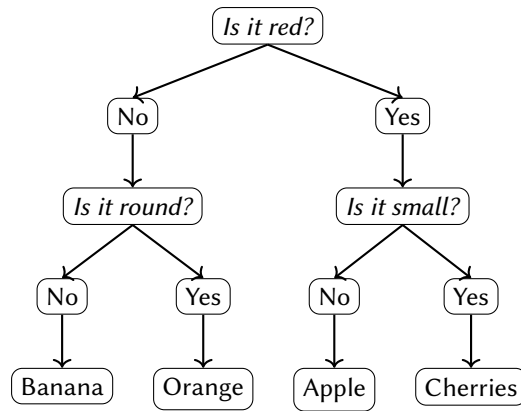 Is it red?
No
Yes
Is it round?
Is it small?
No
Yes
No
Yes
Banana
Orange
Apple
Cherries